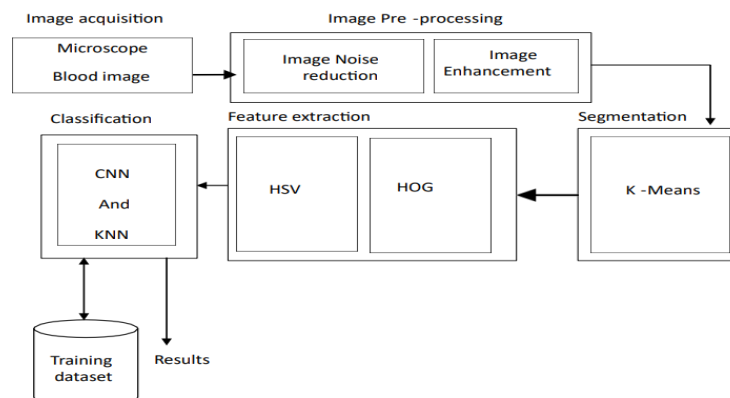 Image acquisition
Image Pre -processing
Microscope
Blood image
Image Noise
reduction
Image
Enhancement
Classification
Feature extraction
Segmentation
CNN
And
KNN
HSV
HOG
K -Means
Training
dataset
Results